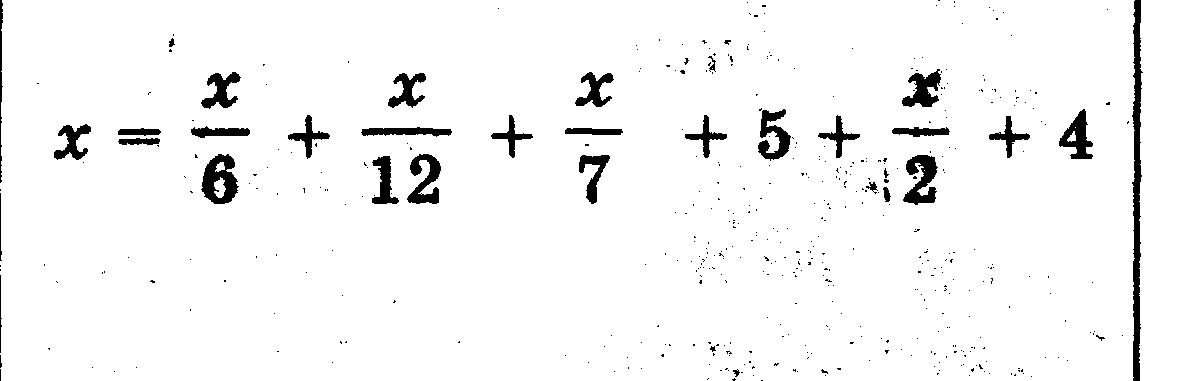 x = x/6 + x/12 + x/7 + 5 + x/2 + 4